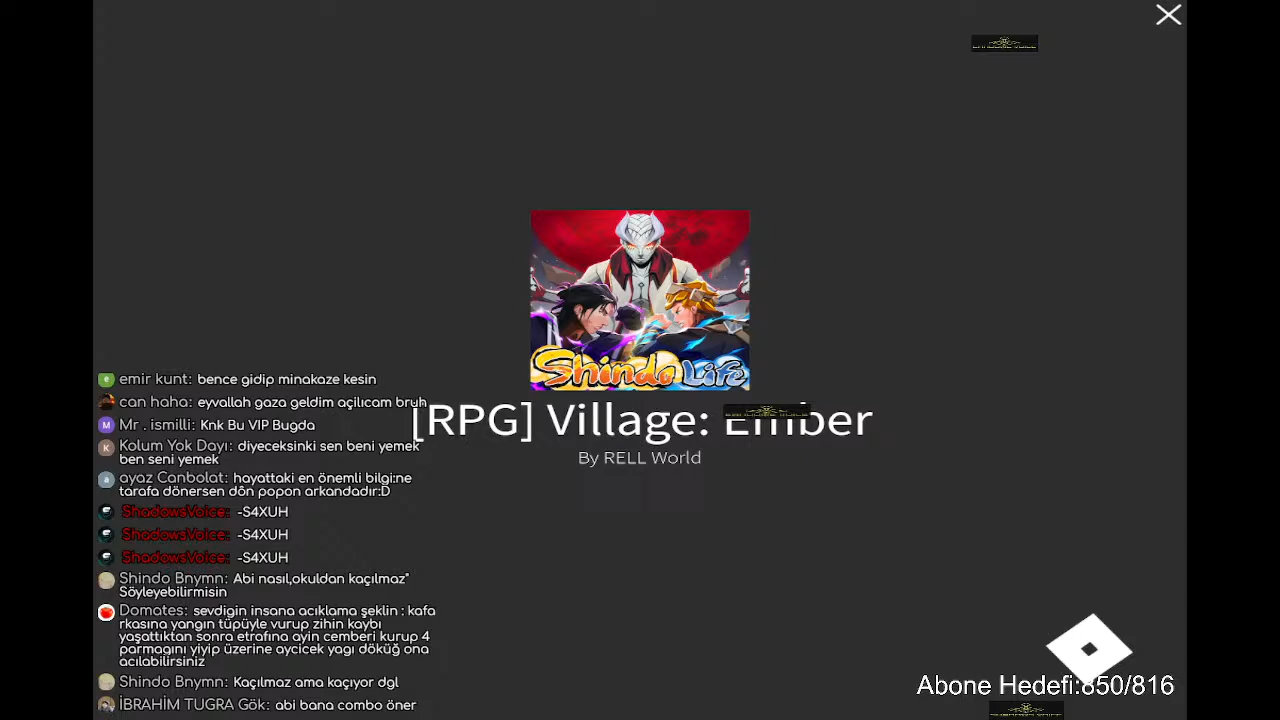 Shindo Life
[RPG] Village: Ember
By RELL World
emir kunt: bence gidip minakaze kesin
can haha: eyvallah gaza geldim açılıcam bruh
Mr . ismilli: Knk Bu VIP Bugda
Kolum Yok Dayı: diyeceksinki sen beni yemek
ben seni yemek
ayaz Canbolat: hayattaki en önemli bilgi:ne
tarafa dönersen dön popon arkandadır:D
ShadowsVoice: -S4XUH
ShadowsVoice: -S4XUH
ShadowsVoice: -S4XUH
Shindo Bnymn: Abi nasıl,okuldan kaçılmaz"
Söyleyebilirmisin
Domates: sevdigin insana acıklama şeklin : kafa
rkasına yangın tüpüyle vurup zihin kaybı
yaşattıktan sonra etrafına ayin cemberi kurup 4
parmagını yiyip üzerine aycicek yagı döküğ ona
acılabilirsiniz
Shindo Bnymn: Kaçılmaz ama kaçıyor dgl
İBRAHİM TUGRA Gök: abi bana combo öner
Abone Hedefi:850/816